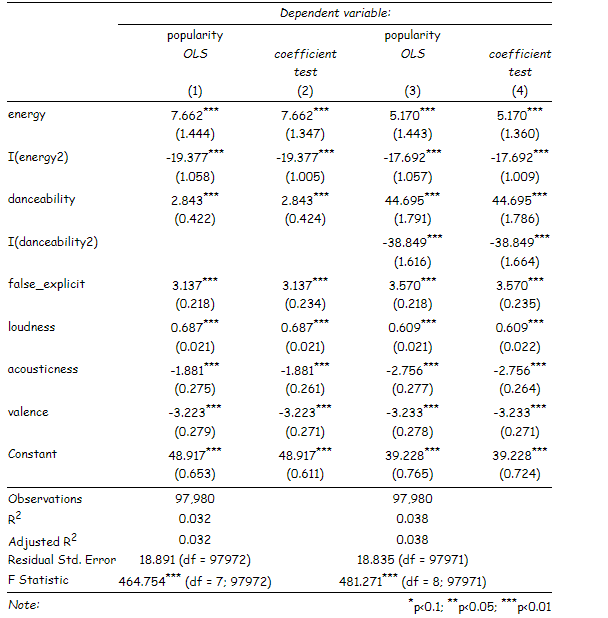 Dependent variable:
popularity popularity
OLS coefficient OLS coefficient
test test
(1) (2) (3) (4)
energy 7.662*** 7.662*** 5.170*** 5.170***
(1.444) (1.347) (1.443) (1.360)
I(energy2) -19.377*** -19.377*** -17.692*** -17.692***
(1.058) (1.005) (1.057) (1.009)
danceability 2.843*** 2.843*** 44.695*** 44.695***
(0.422) (0.424) (1.791) (1.786)
I(danceability2) -38.849*** -38.849***
(1.616) (1.664)
false_explicit 3.137*** 3.137*** 3.570*** 3.570***
(0.218) (0.234) (0.218) (0.235)
loudness 0.687*** 0.687*** 0.609*** 0.609***
(0.021) (0.021) (0.021) (0.022)
acousticness -1.881*** -1.881*** -2.756*** -2.756***
(0.275) (0.261) (0.277) (0.264)
valence -3.223*** -3.223*** -3.233*** -3.233***
(0.279) (0.271) (0.278) (0.271)
Constant 48.917*** 48.917*** 39.228*** 39.228***
(0.653) (0.611) (0.765) (0.724)
Observations 97,980 97,980
R2 0.032 0.038
Adjusted R2 0.032 0.038
Residual Std. Error 18.891 (df = 97972) 18.835 (df = 97971)
F Statistic 464.754*** (df = 7; 97972) 481.271*** (df = 8; 97971)
Note: *p<0.1; **p<0.05; ***p<0.01